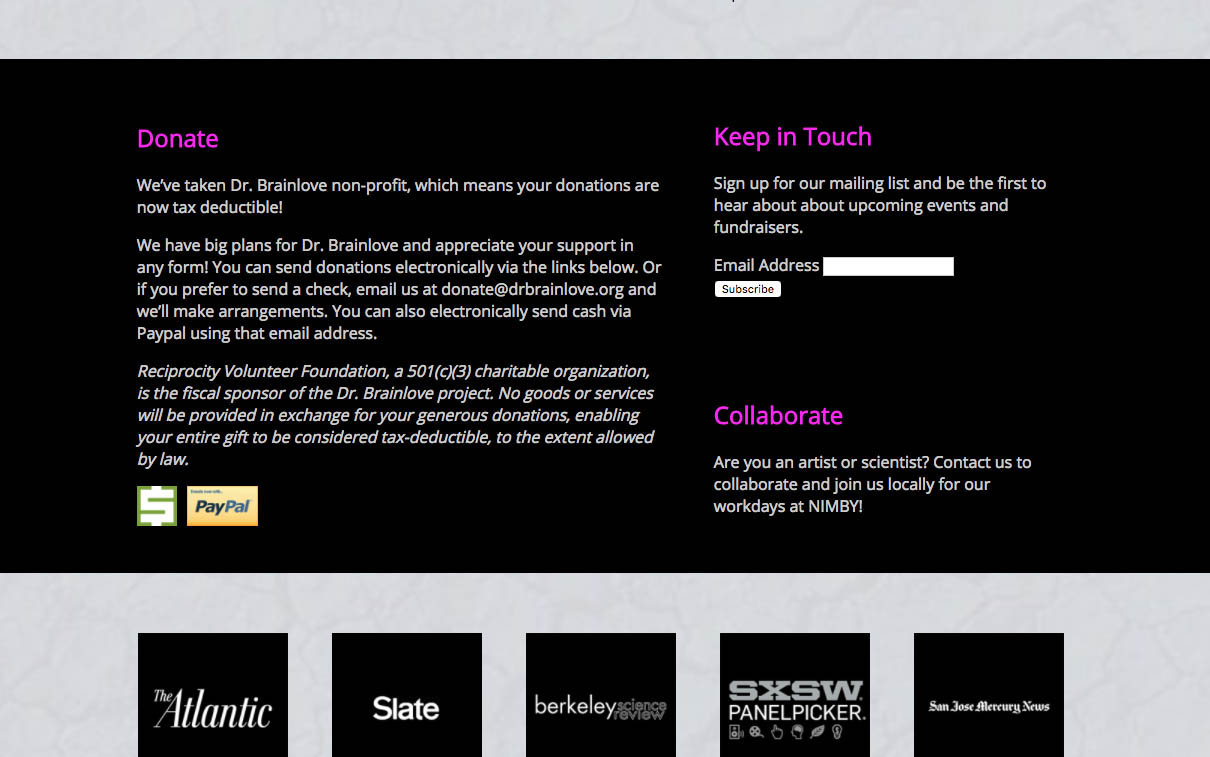 Donate
We've taken Dr. Brainlove non-profit, which means your donations are
now tax deductible!
We have big plans for Dr. Brainlove and appreciate your support in
any form! You can send donations electronically via the links below. Or
if you prefer to send a check, email us at donate@drbrainlove.org and
we'll make arrangements. You can also electronically send cash via
Paypal using that email address.
Reciprocity Volunteer Foundation, a 501(c)(3) charitable organization,
is the fiscal sponsor of the Dr. Brainlove project. No goods or services
will be provided in exchange for your generous donations, enabling
your entire gift to be considered tax-deductible, to the extent allowed
by law.
Donate now with...
PayPal
Keep in Touch
Sign up for our mailing list and be the first to
hear about about upcoming events and
fundraisers.
Email Address
Subscribe
Collaborate
Are you an artist or scientist? Contact us to
collaborate and join us locally for our
workdays at NIMBY!
The
Atlantic
Slate
berkeleyscience
review
SXSW.
PANELPICKER.
San Jose Mercury News